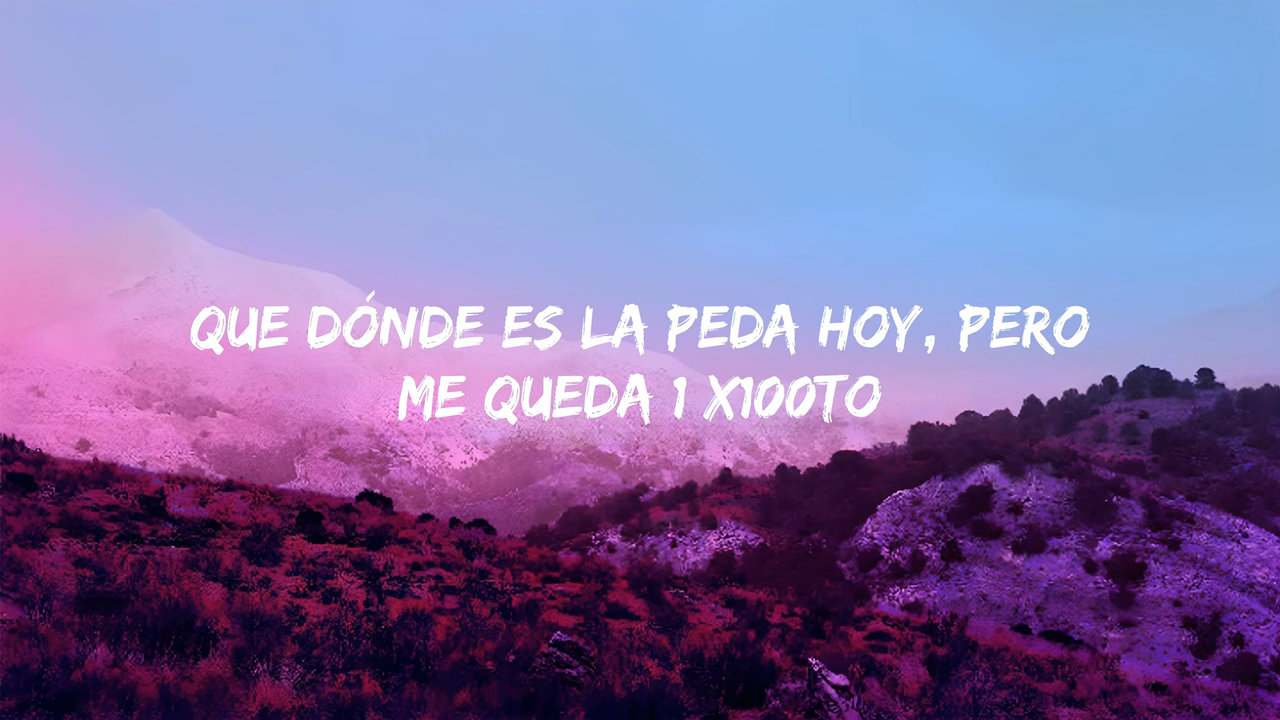 QUE DÓNDE ES LA PEDA HOY, PERO
ME QUEDA 1 X100TO